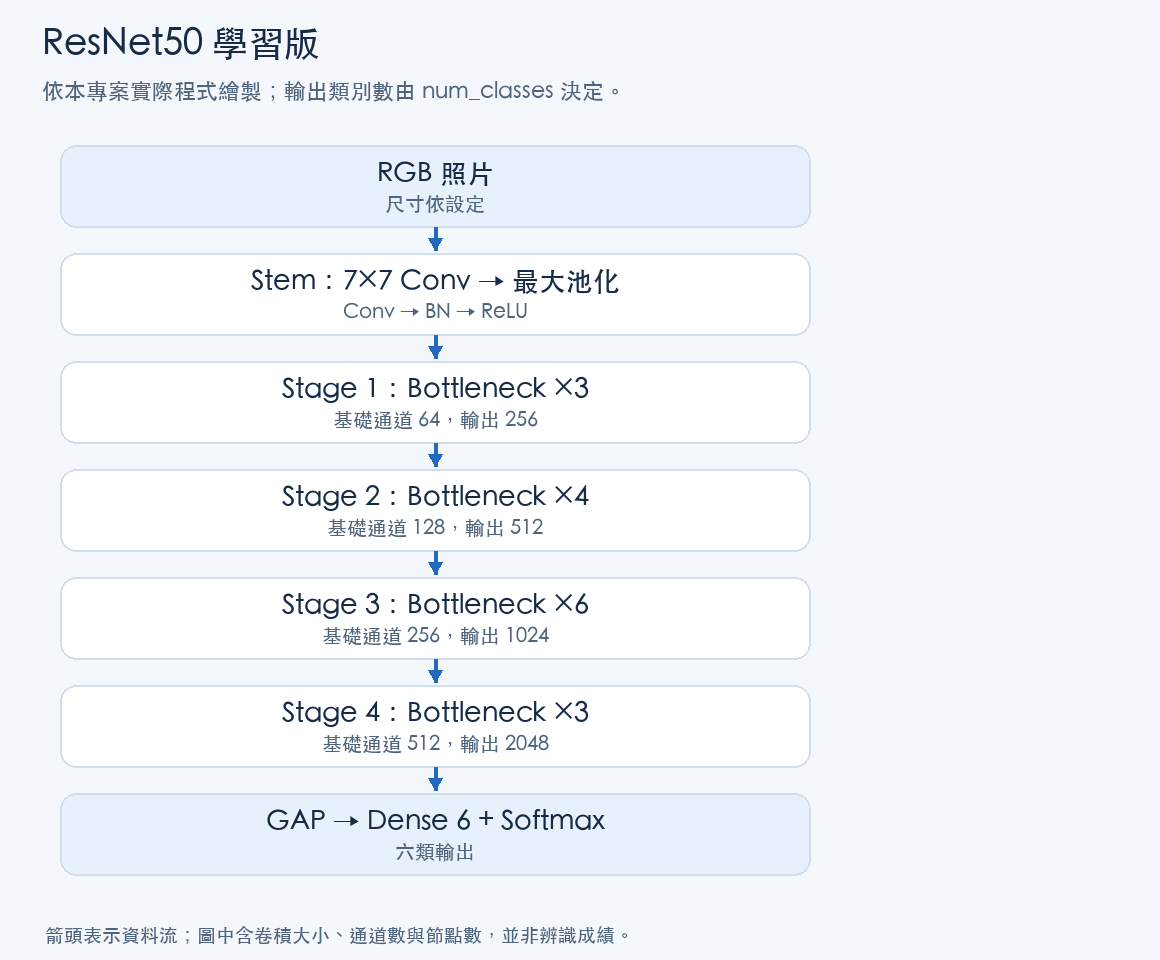 ResNet50 學習版
依本專案實際程式繪製；輸出類別數由 num_classes 決定。
RGB 照片
尺寸依設定
Stem：7×7 Conv → 最大池化
Conv → BN → ReLU
Stage 1：Bottleneck ×3
基礎通道 64，輸出 256
Stage 2：Bottleneck ×4
基礎通道 128，輸出 512
Stage 3：Bottleneck ×6
基礎通道 256，輸出 1024
Stage 4：Bottleneck ×3
基礎通道 512，輸出 2048
GAP → Dense 6 + Softmax
六類輸出
箭頭表示資料流；圖中含卷積大小、通道數與節點數，並非辨識成績。